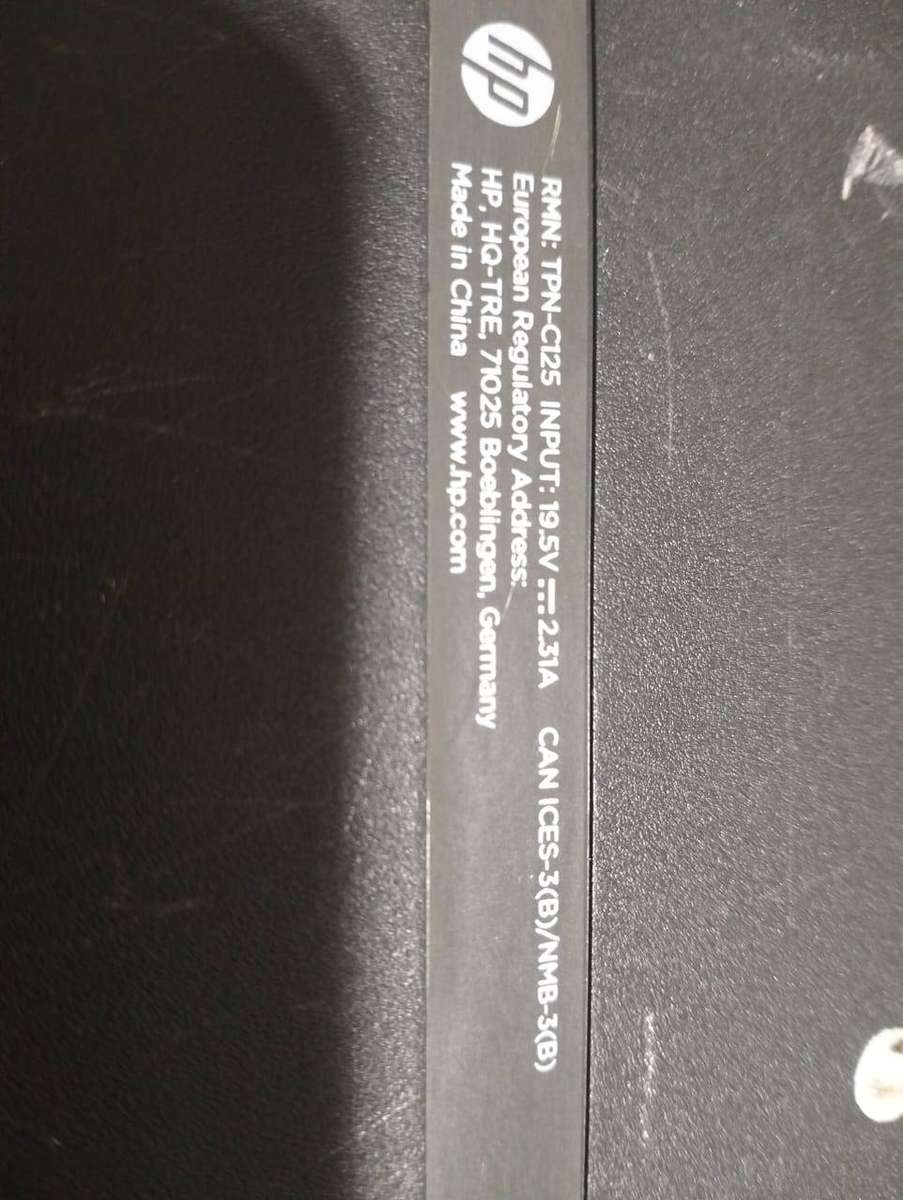 hp
RMN: TPN-C125 INPUT: 19.5V⎓2.31A CAN ICES-3(B)/NMB-3(B)
European Regulatory Address:
HP, HQ-TRE, 71025 Boeblingen, Germany
Made in China www.hp.com